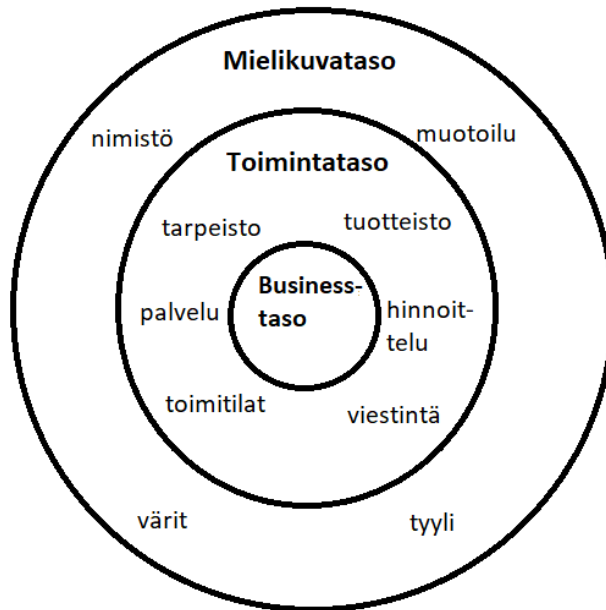 Mielikuvataso
nimistö
muotoilu
Toimintataso
tarpeisto
tuotteisto
Business-
taso
palvelu
hinnoit-
telu
toimitilat
viestintä
värit
tyyli